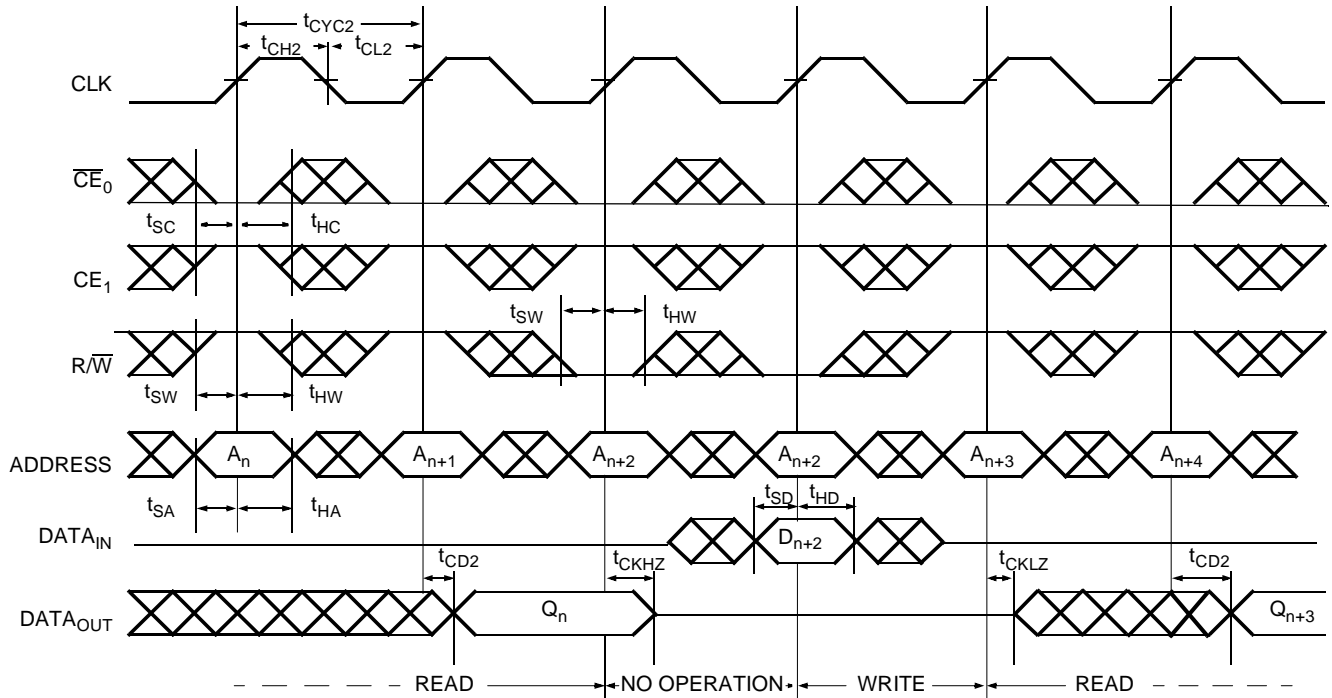 tCYC2
tCH2 tCL2
CLK
CE0
tSC tHC
CE1
tSW tHW
R/W
tSW tHW
ADDRESS An An+1 An+2 An+2 An+3 An+4
tSA tHA tSD tHD
DATAIN Dn+2
tCD2 tCKHZ tCKLZ tCD2
DATAOUT Qn Qn+3
READ NO OPERATION WRITE READ